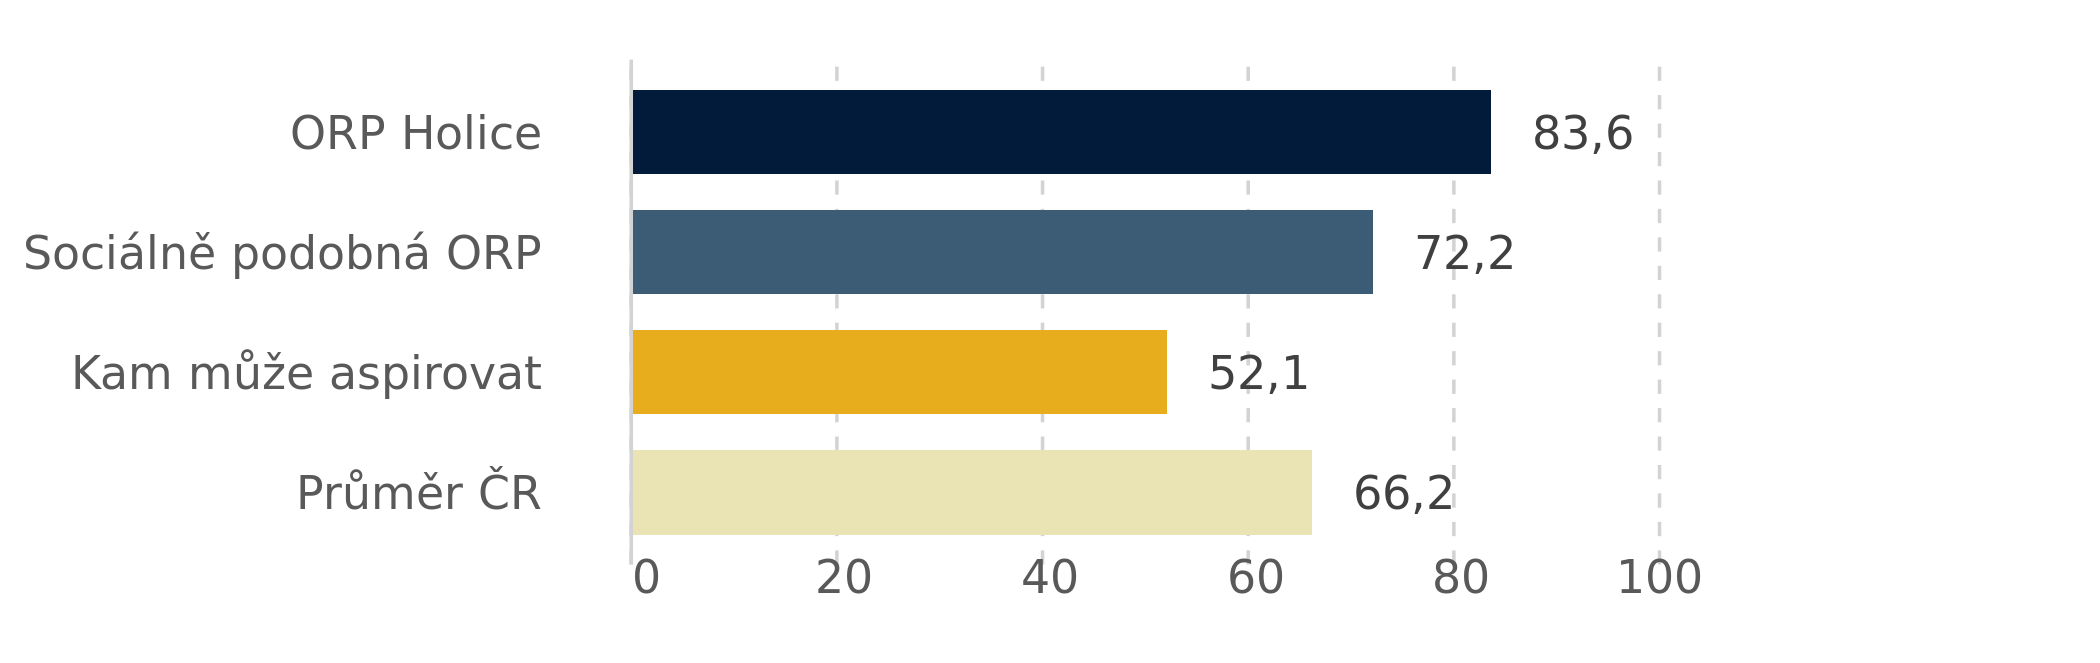 ORP Holice 83,6
Sociálně podobná ORP 72,2
Kam může aspirovat 52,1
Průměr ČR 66,2
0 20 40 60 80 100